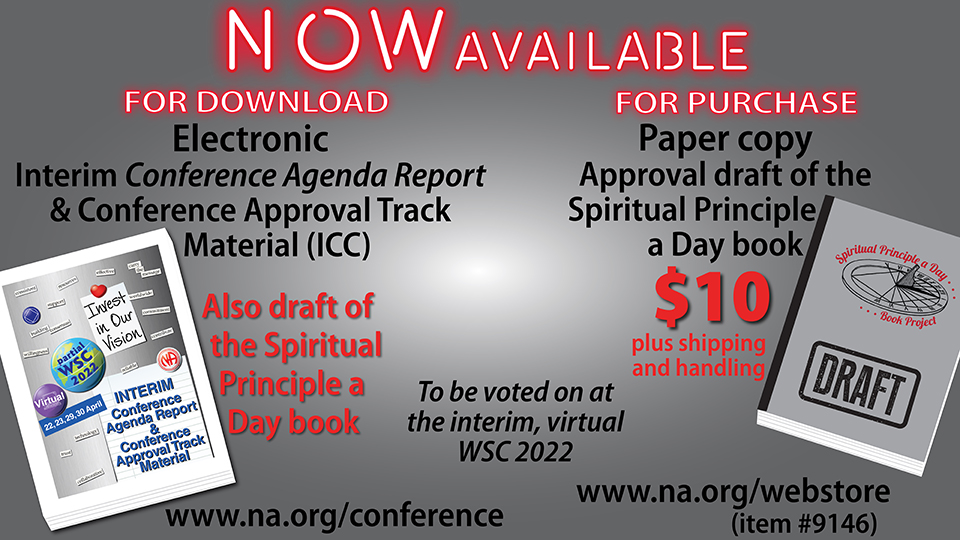 NOW AVAILABLE
FOR DOWNLOAD
Electronic
Interim Conference Agenda Report
& Conference Approval Track
Material (ICC)
Also draft of
the Spiritual
Principle a
Day book
FOR PURCHASE
Paper copy
Approval draft of the
Spiritual Principle
a Day book
$10
plus shipping
and handling
To be voted on at
the interim, virtual
WSC 2022
www.na.org/conference
www.na.org/webstore
(item #9146)
Invest
in Our
Vision
partial
WSC
2022
Virtual
22,23,29,30 April
NA
INTERIM
Conference
Agenda Report
&
Conference
Approval Track
Material
Spiritual Principle a Day
Book Project
DRAFT